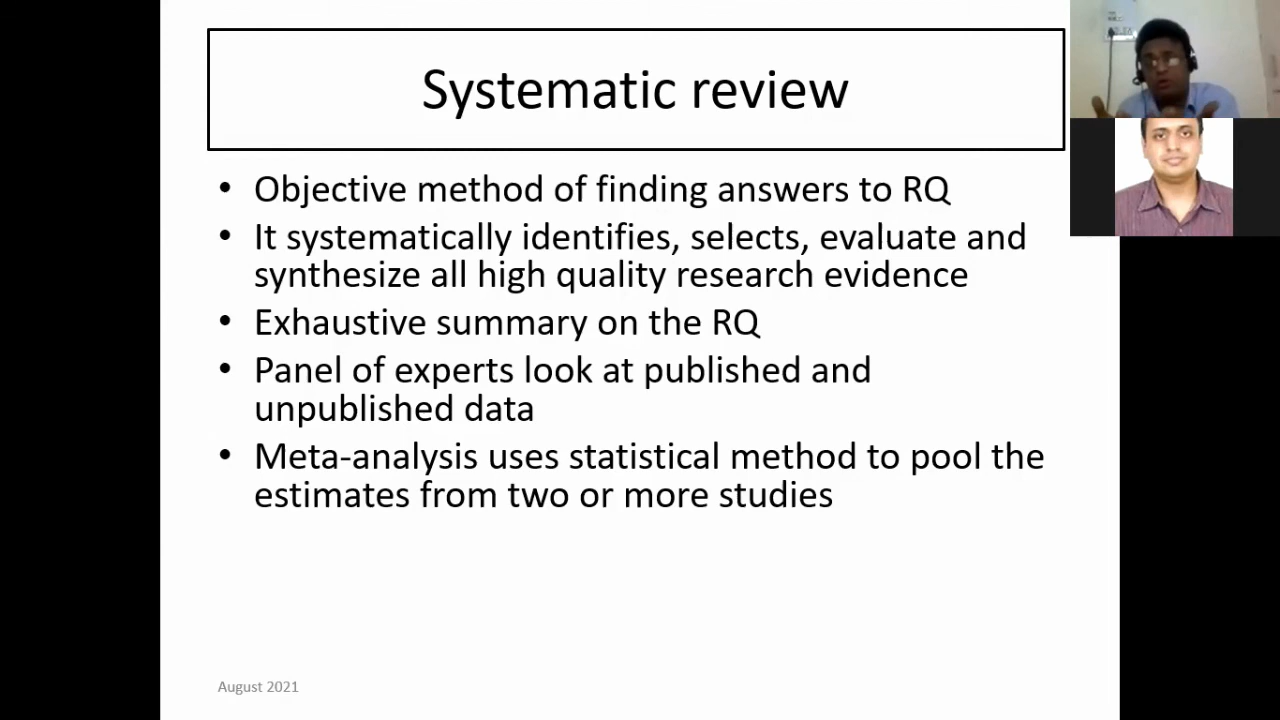 Systematic review
• Objective method of finding answers to RQ
• It systematically identifies, selects, evaluate and
synthesize all high quality research evidence
• Exhaustive summary on the RQ
• Panel of experts look at published and
unpublished data
• Meta-analysis uses statistical method to pool the
estimates from two or more studies
August 2021